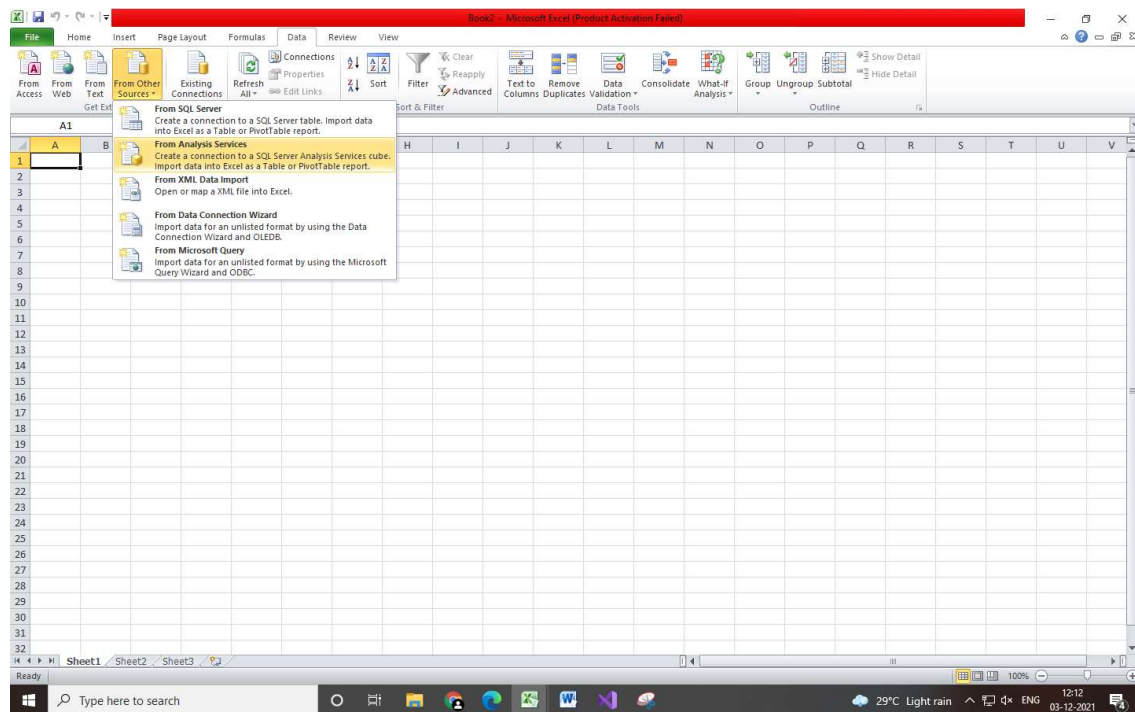 Book2 - Microsoft Excel (Product Activation Failed)
File Home Insert Page Layout Formulas Data Review View
From Access
From Web
From Text
From Other Sources
Existing Connections
Refresh All
Connections
Properties
Edit Links
Sort
Filter
Clear
Reapply
Advanced
Text to Columns
Remove Duplicates
Data Validation
Consolidate
What-If Analysis
Group
Ungroup
Subtotal
Show Detail
Hide Detail
Get Ext
Sort & Filter
Data Tools
Outline
From SQL Server
Create a connection to a SQL Server table. Import data
into Excel as a Table or PivotTable report.
From Analysis Services
Create a connection to a SQL Server Analysis Services cube.
Import data into Excel as a Table or PivotTable report.
From XML Data Import
Open or map a XML file into Excel.
From Data Connection Wizard
Import data for an unlisted format by using the Data
Connection Wizard and OLEDB.
From Microsoft Query
Import data for an unlisted format by using the Microsoft
Query Wizard and ODBC.
A1
A B H I J K L M N O P Q R S T U V
1
2
3
4
5
6
7
8
9
10
11
12
13
14
15
16
17
18
19
20
21
22
23
24
25
26
27
28
29
30
31
32
Sheet1 Sheet2 Sheet3
Ready
100%
Type here to search
29°C Light rain
ENG
12:12
03-12-2021
4